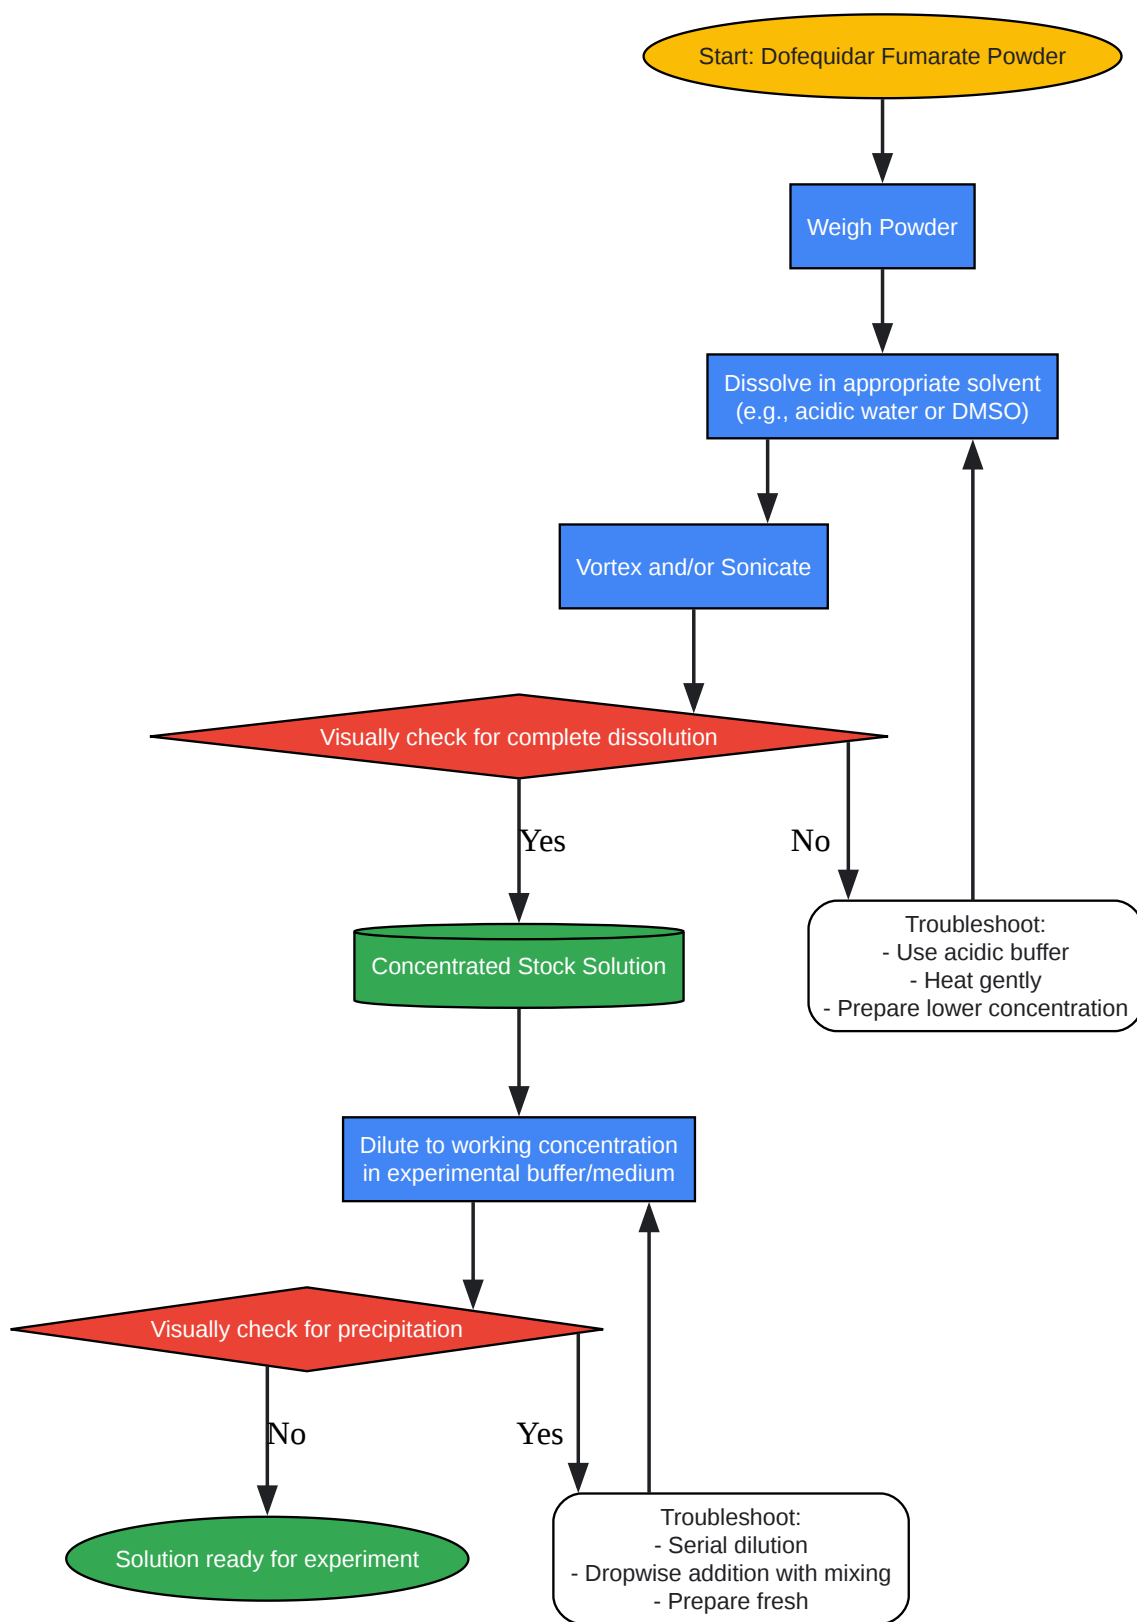 Start: Dofequidar Fumarate Powder
Weigh Powder
Dissolve in appropriate solvent
(e.g., acidic water or DMSO)
Vortex and/or Sonicate
Visually check for complete dissolution
Yes
No
Concentrated Stock Solution
Troubleshoot:
- Use acidic buffer
- Heat gently
- Prepare lower concentration
Dilute to working concentration
in experimental buffer/medium
Visually check for precipitation
No
Yes
Solution ready for experiment
Troubleshoot:
- Serial dilution
- Dropwise addition with mixing
- Prepare fresh